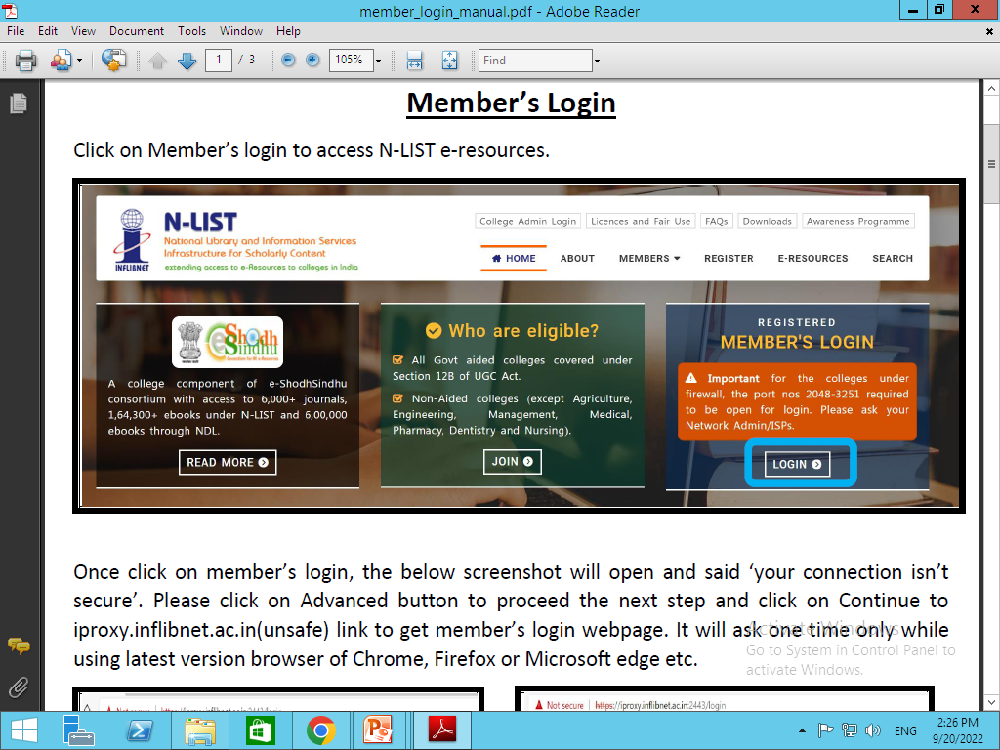 member_login_manual.pdf - Adobe Reader
File Edit View Document Tools Window Help
1 / 3 105% Find
Member's Login
Click on Member's login to access N-LIST e-resources.
INFLIBNET
N-LIST
National Library and Information Services
Infrastructure for Scholarly Content
extending access to e-Resources to colleges in India
College Admin Login Licences and Fair Use FAQs Downloads Awareness Programme
HOME ABOUT MEMBERS REGISTER E-RESOURCES SEARCH
e Shodh
Sindhu
A college component of e-ShodhSindhu
consortium with access to 6,000+ journals,
1,64,300+ ebooks under N-LIST and 6,00,000
ebooks through NDL.
READ MORE
Who are eligible?
All Govt aided colleges covered under
Section 12B of UGC Act.
Non-Aided colleges (except Agriculture,
Engineering, Management, Medical,
Pharmacy, Dentistry and Nursing).
JOIN
REGISTERED
MEMBER'S LOGIN
Important for the colleges under
firewall, the port nos 2048-3251 required
to be open for login. Please ask your
Network Admin/ISPs.
LOGIN
Once click on member's login, the below screenshot will open and said 'your connection isn't
secure'. Please click on Advanced button to proceed the next step and click on Continue to
iproxy.inflibnet.ac.in(unsafe) link to get member's login webpage. It will ask one time only while
using latest version browser of Chrome, Firefox or Microsoft edge etc.
Activate Windows
Go to System in Control Panel to
activate Windows.
Not secure https://iproxy.inflibnet.ac.in:2443/login
ENG
2:26 PM
9/20/2022